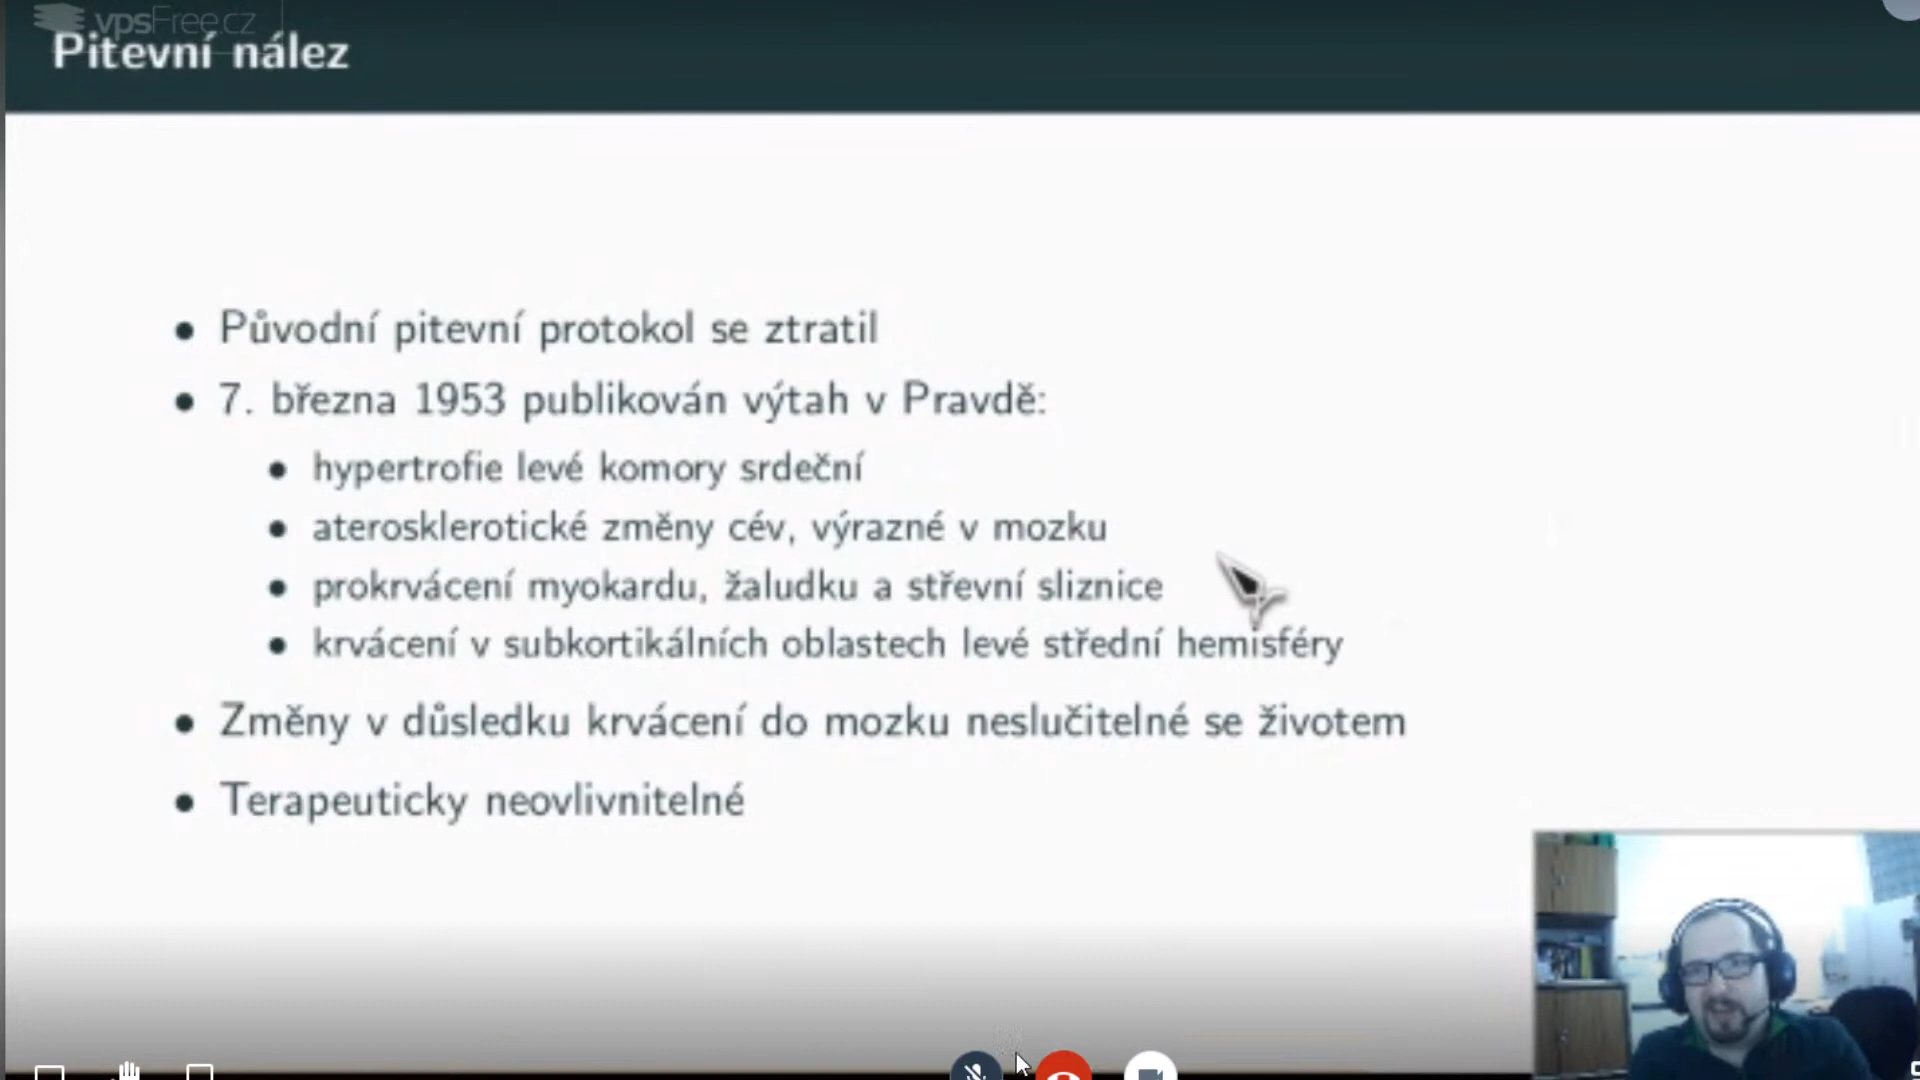 vpsFree.cz
Pitevní nález
Původní pitevní protokol se ztratil
7. března 1953 publikován výtah v Pravdě:
hypertrofie levé komory srdeční
aterosklerotické změny cév, výrazné v mozku
prokrvácení myokardu, žaludku a střevní sliznice
krvácení v subkortikálních oblastech levé střední hemisféry
Změny v důsledku krvácení do mozku neslučitelné se životem
Terapeuticky neovlivnitelné